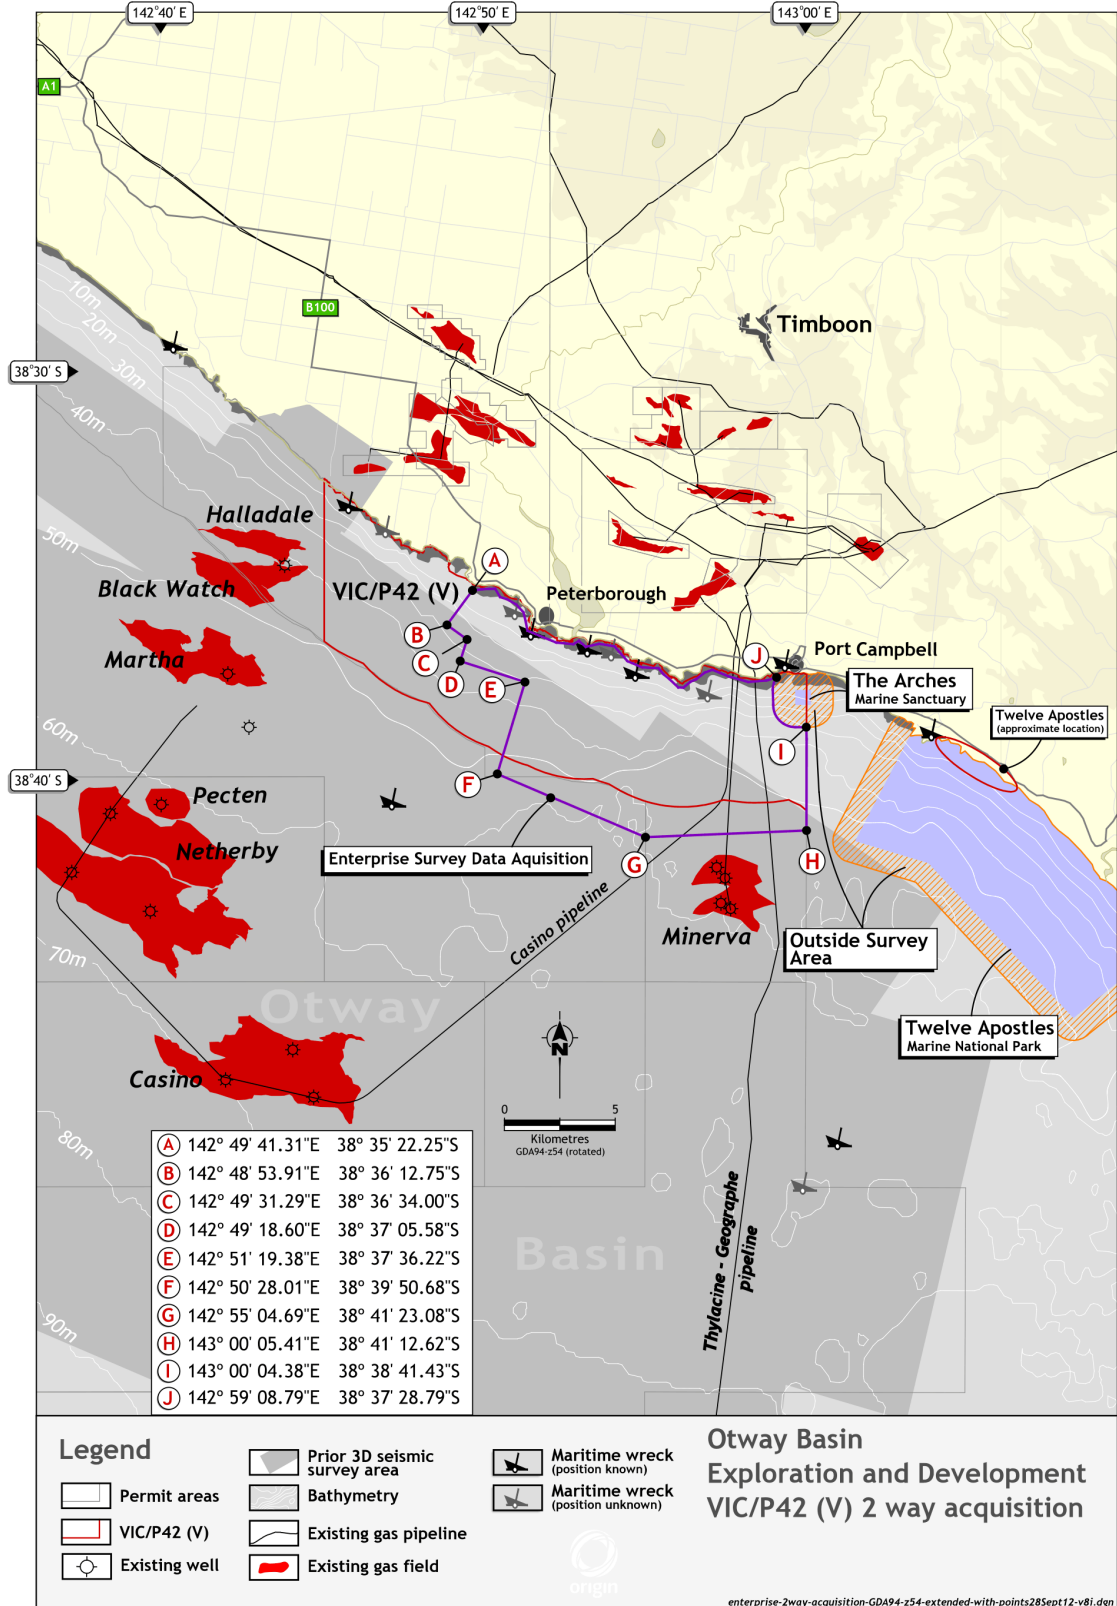 142°40' E
142°50' E
143°00' E
A1
B100
10m
20m
30m
40m
50m
60m
70m
80m
90m
38°30' S
38°40' S
Timboon
Halladale
Black Watch
Martha
VIC/P42 (V)
A
B
C
D
E
F
G
H
I
J
Peterborough
Port Campbell
The Arches
Marine Sanctuary
Twelve Apostles
(approximate location)
Pecten
Netherby
Enterprise Survey Data Aquisition
Casino pipeline
Minerva
Outside Survey
Area
Twelve Apostles
Marine National Park
Otway
Basin
Casino
N
0 5
Kilometres
GDA94-z54 (rotated)
Thylacine - Geographe
pipeline
A 142° 49' 41.31"E 38° 35' 22.25"S
B 142° 48' 53.91"E 38° 36' 12.75"S
C 142° 49' 31.29"E 38° 36' 34.00"S
D 142° 49' 18.60"E 38° 37' 05.58"S
E 142° 51' 19.38"E 38° 37' 36.22"S
F 142° 50' 28.01"E 38° 39' 50.68"S
G 142° 55' 04.69"E 38° 41' 23.08"S
H 143° 00' 05.41"E 38° 41' 12.62"S
I 143° 00' 04.38"E 38° 38' 41.43"S
J 142° 59' 08.79"E 38° 37' 28.79"S
Legend
Permit areas
VIC/P42 (V)
Existing well
Prior 3D seismic
survey area
Bathymetry
Existing gas pipeline
Existing gas field
Maritime wreck
(position known)
Maritime wreck
(position unknown)
origin
Otway Basin
Exploration and Development
VIC/P42 (V) 2 way acquisition
enterprise-2way-acquisition-GDA94-z54-extended-with-points28Sept12-v8i.dgn